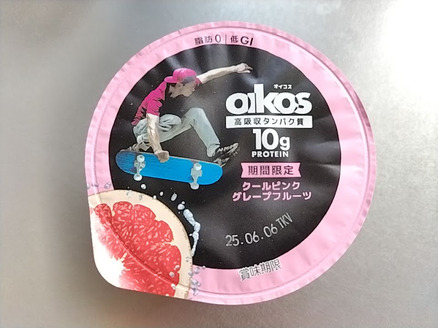 脂肪0 低GI
オイコス
oikos
高吸収タンパク質
10g
PROTEIN
期間限定
クールピンク
グレープフルーツ
25.06.06 TKV
賞味期限